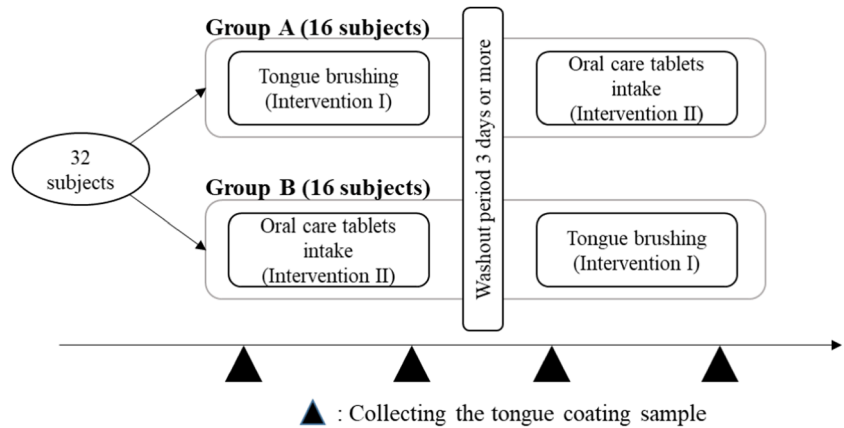 Group A (16 subjects)
Tongue brushing
(Intervention I)
Oral care tablets
intake
(Intervention II)
Washout period 3 days or more
32
subjects
Group B (16 subjects)
Oral care tablets
intake
(Intervention II)
Tongue brushing
(Intervention I)
: Collecting the tongue coating sample